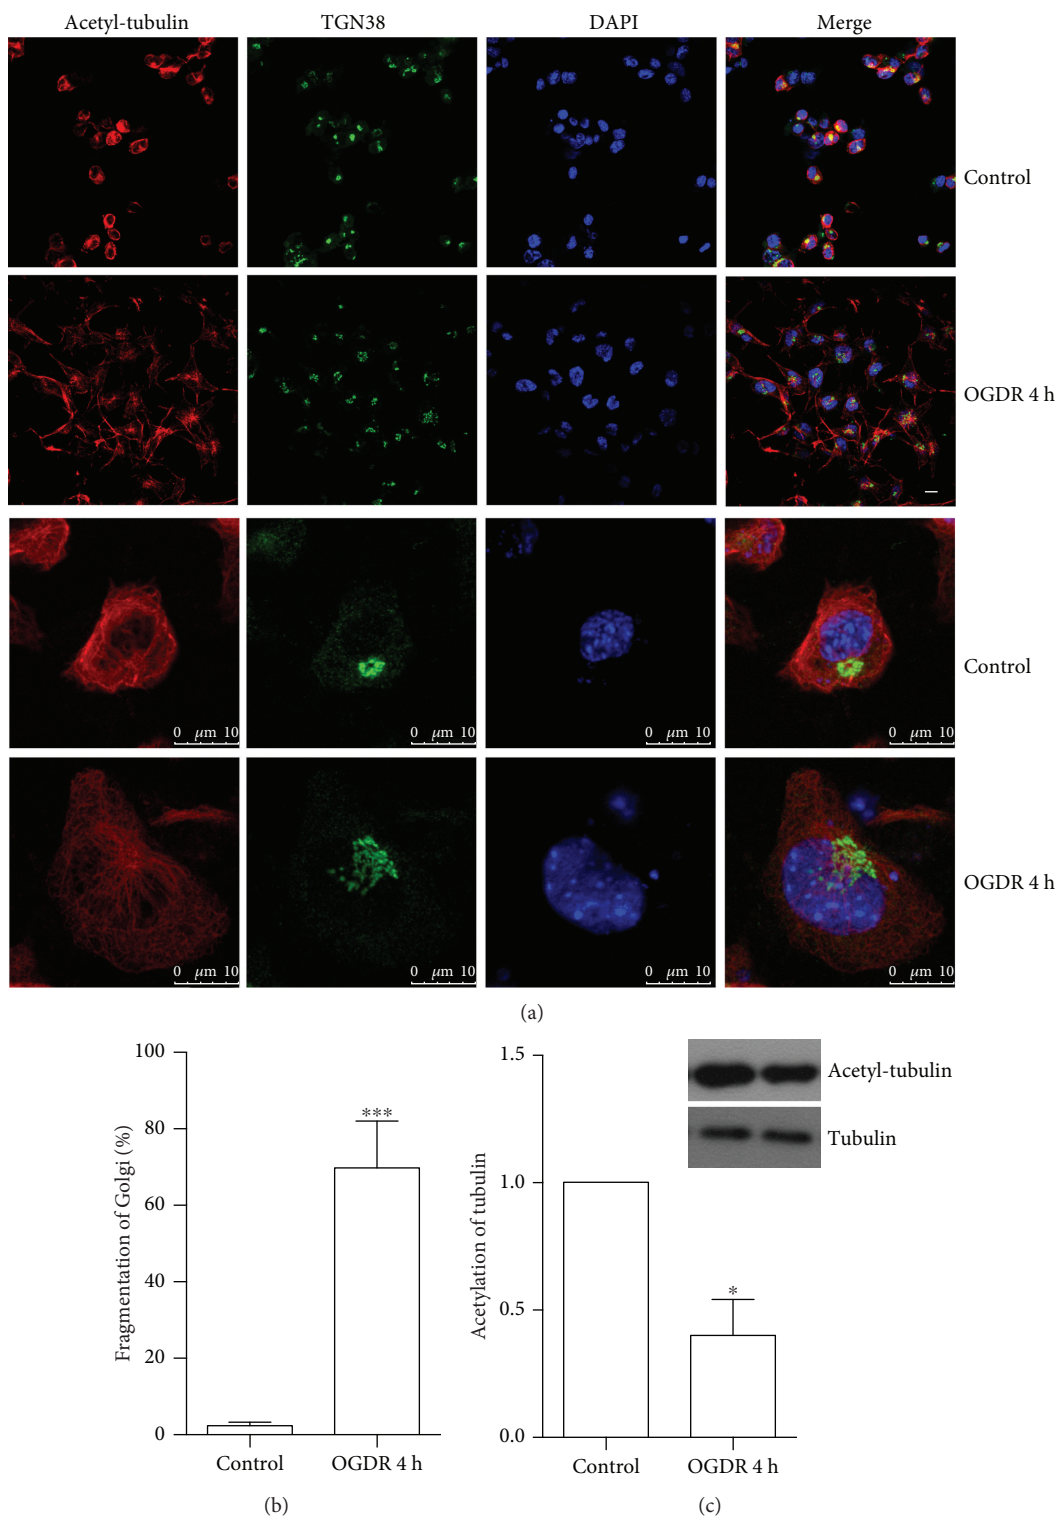 Acetyl-tubulin TGN38 DAPI Merge
Control
OGDR 4 h
0 μm 10 0 μm 10 0 μm 10 0 μm 10
Control
0 μm 10 0 μm 10 0 μm 10 0 μm 10
OGDR 4 h
(a)
Fragmentation of Golgi (%)
100
80
60
40
20
0
***
Control OGDR 4 h
(b)
Acetylation of tubulin
1.5
1.0
0.5
0.0
*
Acetyl-tubulin
Tubulin
Control OGDR 4 h
(c)